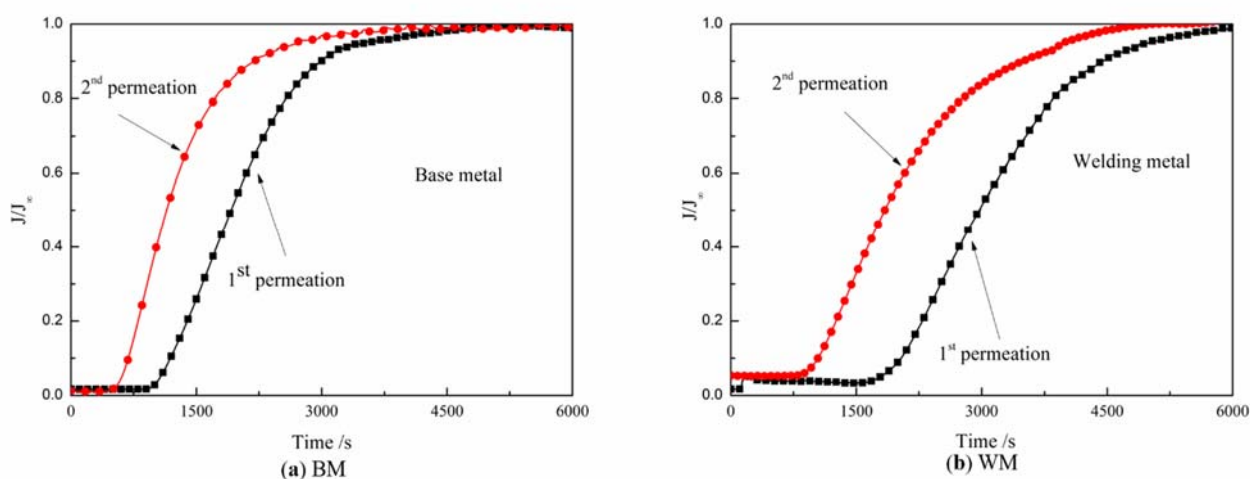 1.0
0.8
0.6
0.4
0.2
0.0
J/J∞
2nd permeation
1st permeation
Base metal
0
1500
3000
4500
6000
Time /s
(a) BM
1.0
0.8
0.6
0.4
0.2
0.0
J/J∞
2nd permeation
1st permeation
Welding metal
0
1500
3000
4500
6000
Time /s
(b) WM